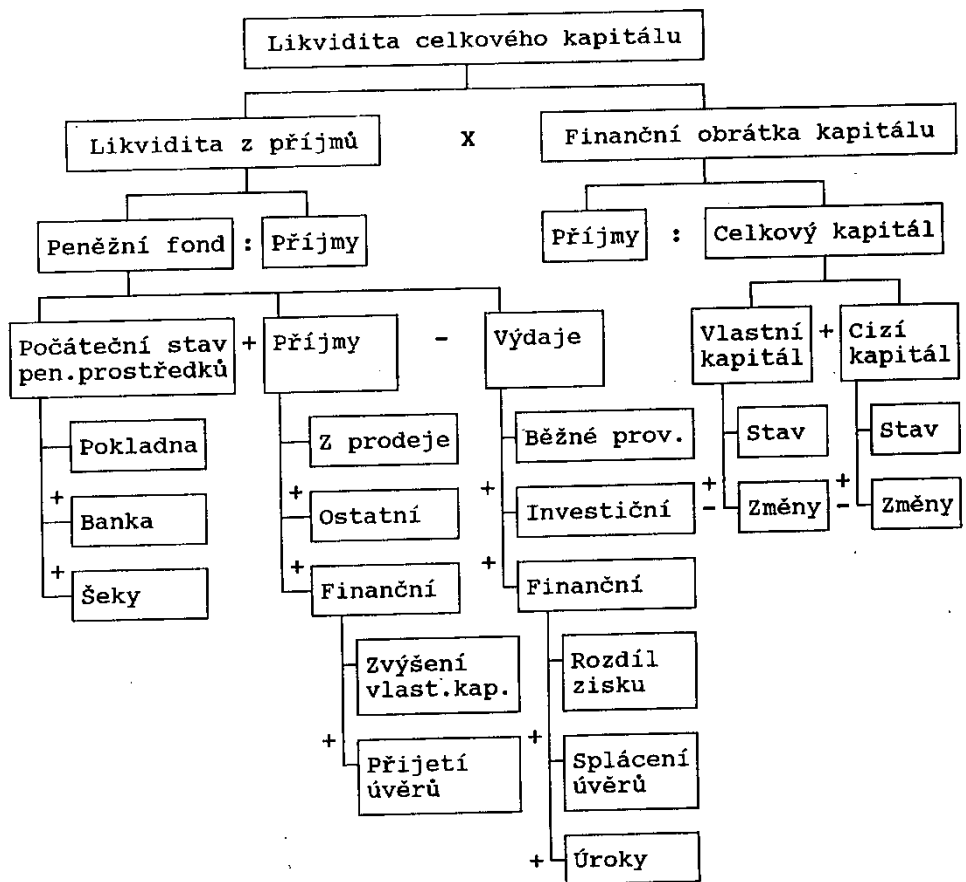 Likvidita celkového kapitálu
Likvidita z příjmů X Finanční obrátka kapitálu
Peněžní fond : Příjmy Příjmy : Celkový kapitál
Počáteční stav
pen.prostředků
+ Příjmy - Výdaje
Vlastní
kapitál
+ Cizí
kapitál
Pokladna
+
Banka
+
Šeky
Z prodeje
+
Ostatní
+
Finanční
Zvýšení
vlast.kap.
+
Přijetí
úvěrů
Běžné prov.
+
Investiční
+
Finanční
Rozdíl
zisku
+
Splácení
úvěrů
+ Úroky
Stav
+
- Změny
Stav
+
- Změny